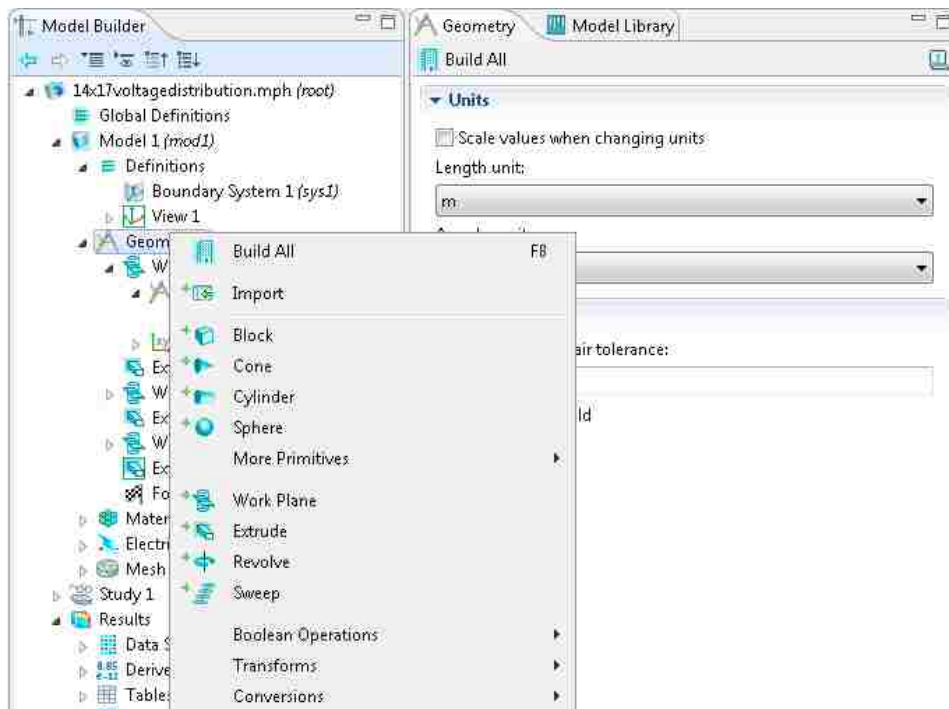 Model Builder
14x17voltagedistribution.mph (root)
Global Definitions
Model 1 (mod1)
Definitions
Boundary System 1 (sys1)
View 1
Geom
W
Ex
W
Ex
W
Ex
Fo
Mater
Electri
Mesh
Study 1
Results
Data S
Derive
Table
Build All F8
Import
Block
Cone
Cylinder
Sphere
More Primitives
Work Plane
Extrude
Revolve
Sweep
Boolean Operations
Transforms
Conversions
Geometry Model Library
Build All
Units
Scale values when changing units
Length unit:
m
air tolerance:
ld